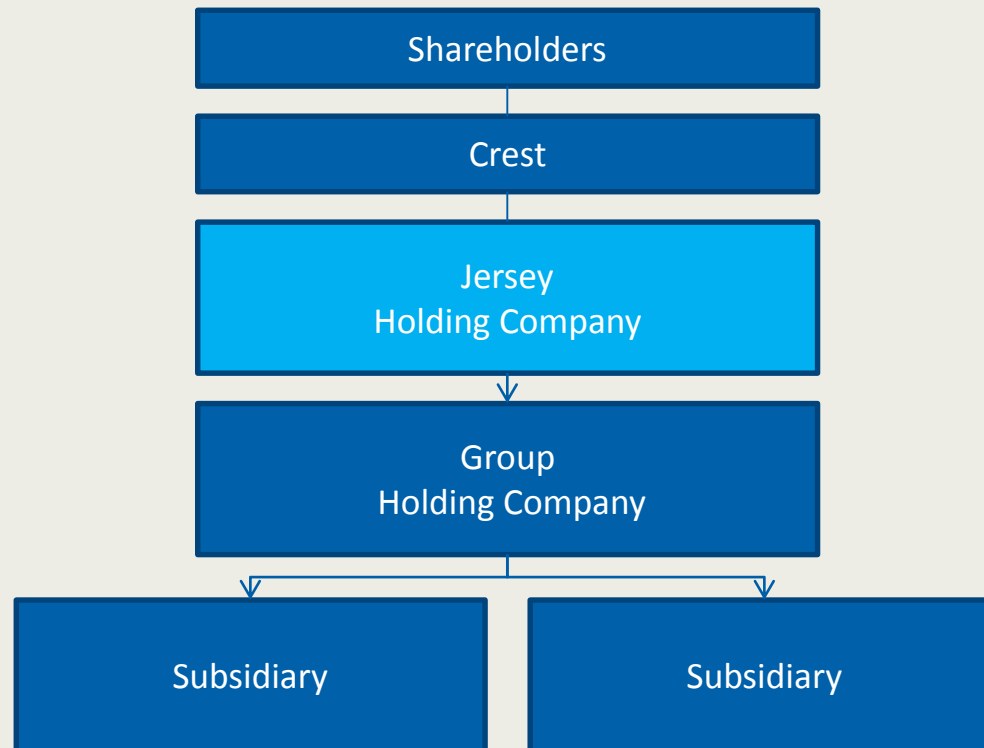 Shareholders
Crest
Jersey
Holding Company
Group
Holding Company
Subsidiary
Subsidiary